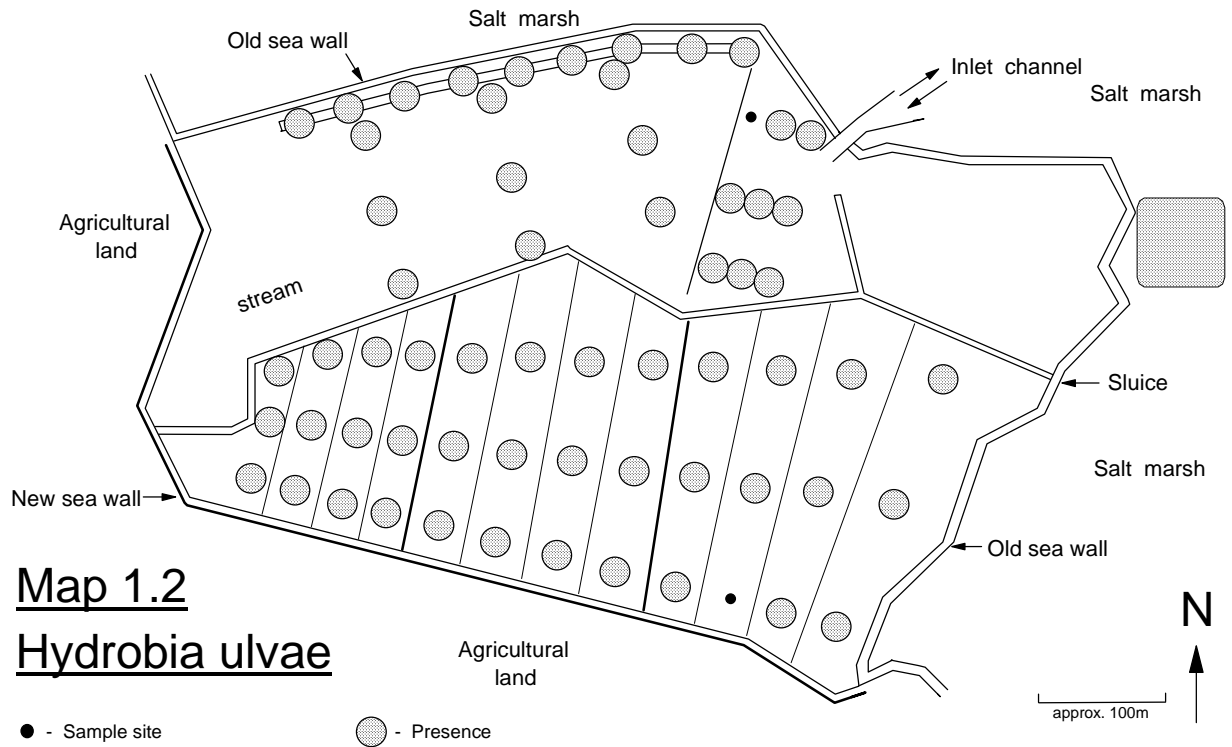 Salt marsh
Old sea wall
Inlet channel
Salt marsh
Agricultural
land
stream
Sluice
Salt marsh
New sea wall
Old sea wall
Map 1.2
Hydrobia ulvae
Agricultural
land
N
approx. 100m
- Sample site
- Presence